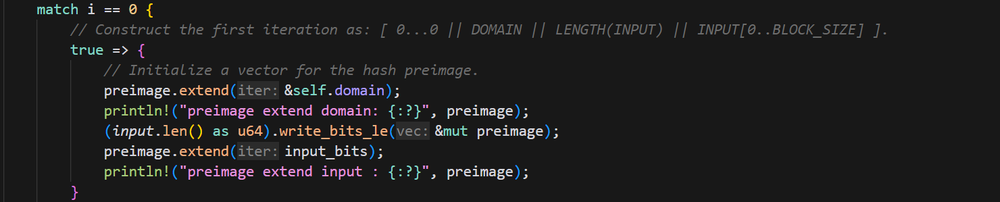 match i == 0 {
// Construct the first iteration as: [ 0...0 || DOMAIN || LENGTH(INPUT) || INPUT[0..BLOCK_SIZE] ].
true => {
// Initialize a vector for the hash preimage.
preimage.extend(iter: &self.domain);
println!("preimage extend domain: {:?}", preimage);
(input.len() as u64).write_bits_le(vec: &mut preimage);
preimage.extend(iter: input_bits);
println!("preimage extend input : {:?}", preimage);
}